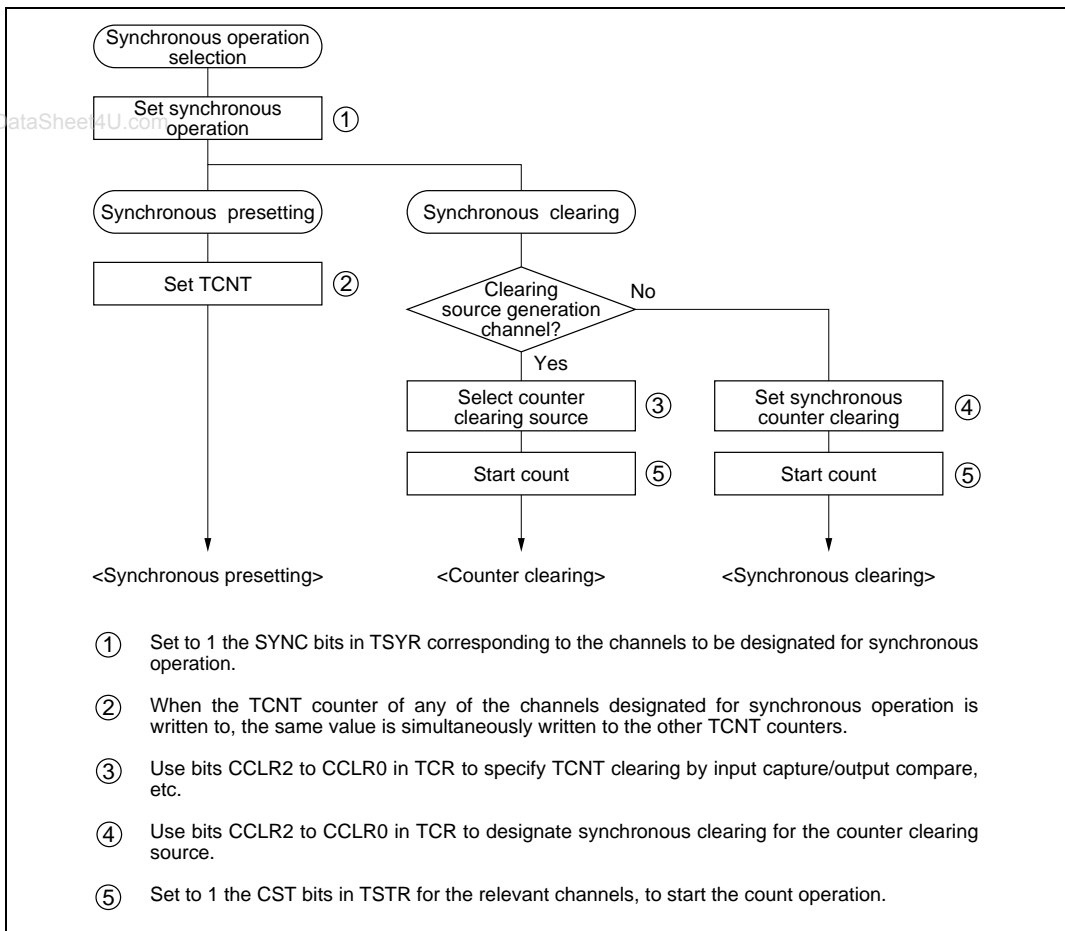 Synchronous operation
selection
Set synchronous
operation
①
DataSheet4U.com
Synchronous presetting
Synchronous clearing
Set TCNT
②
Clearing
source generation
channel?
No
Yes
Select counter
clearing source
③
Set synchronous
counter clearing
④
Start count
⑤
Start count
⑤
<Synchronous presetting>
<Counter clearing>
<Synchronous clearing>
① Set to 1 the SYNC bits in TSYR corresponding to the channels to be designated for synchronous
operation.
② When the TCNT counter of any of the channels designated for synchronous operation is
written to, the same value is simultaneously written to the other TCNT counters.
③ Use bits CCLR2 to CCLR0 in TCR to specify TCNT clearing by input capture/output compare,
etc.
④ Use bits CCLR2 to CCLR0 in TCR to designate synchronous clearing for the counter clearing
source.
⑤ Set to 1 the CST bits in TSTR for the relevant channels, to start the count operation.